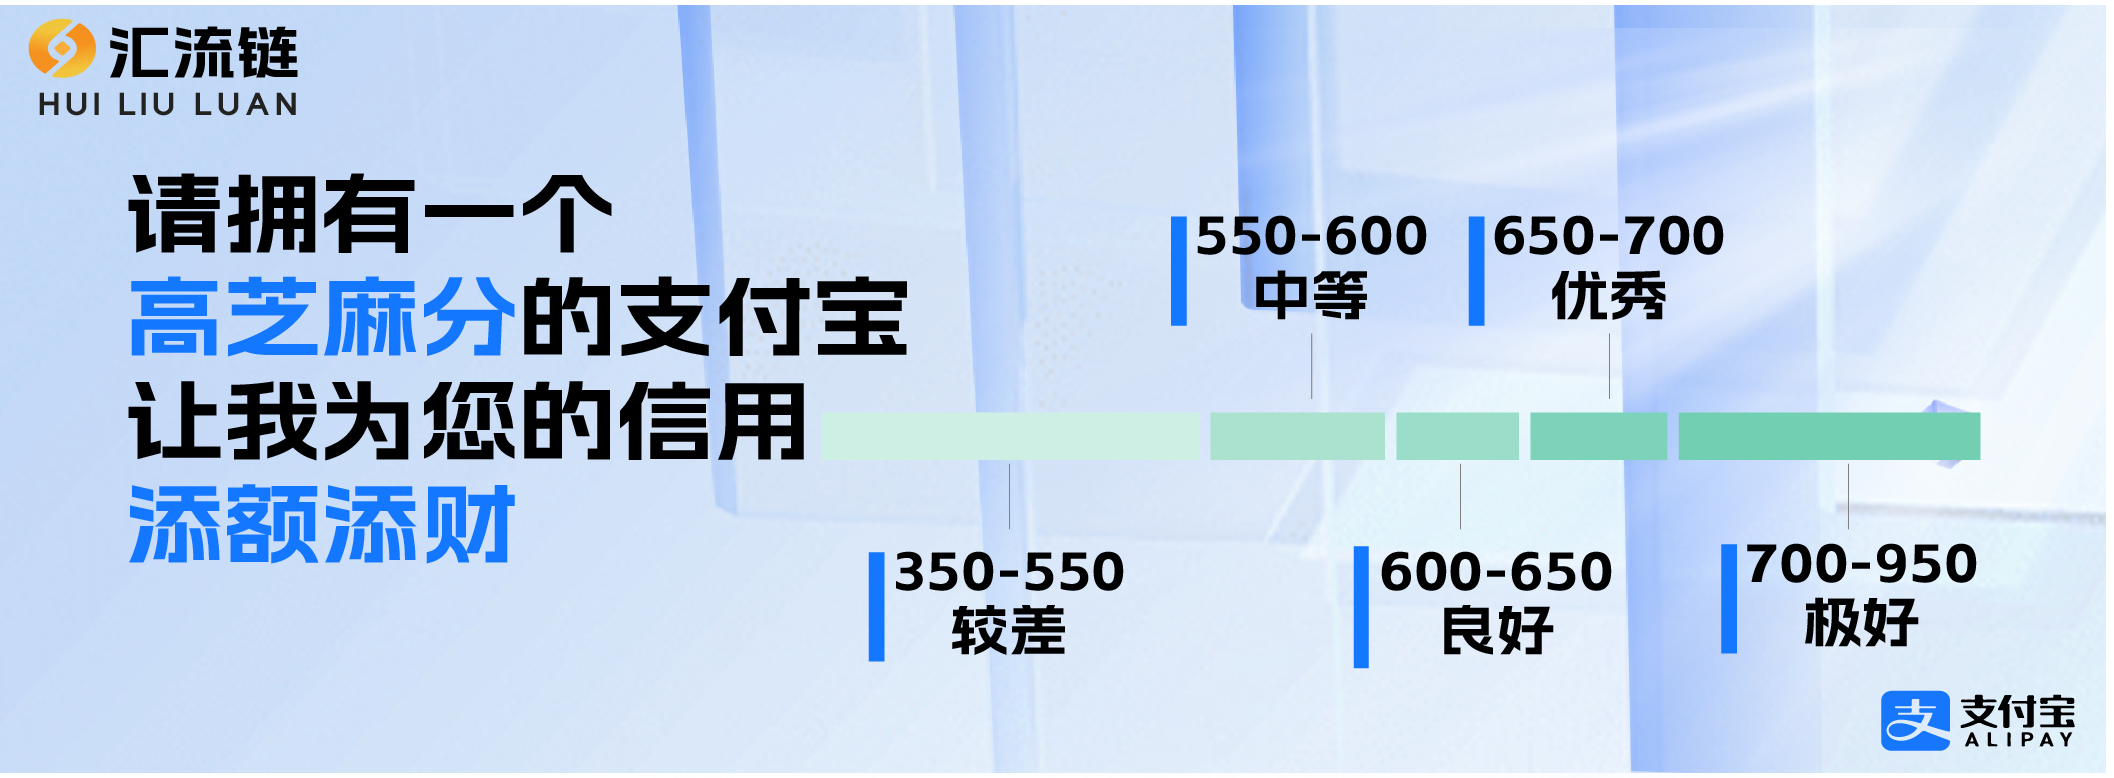 汇流链
HUI LIU LUAN
请拥有一个
高芝麻分的支付宝
让我为您的信用
添额添财
550-600
中等
650-700
优秀
350-550
较差
600-650
良好
700-950
极好
支付宝
ALIPAY